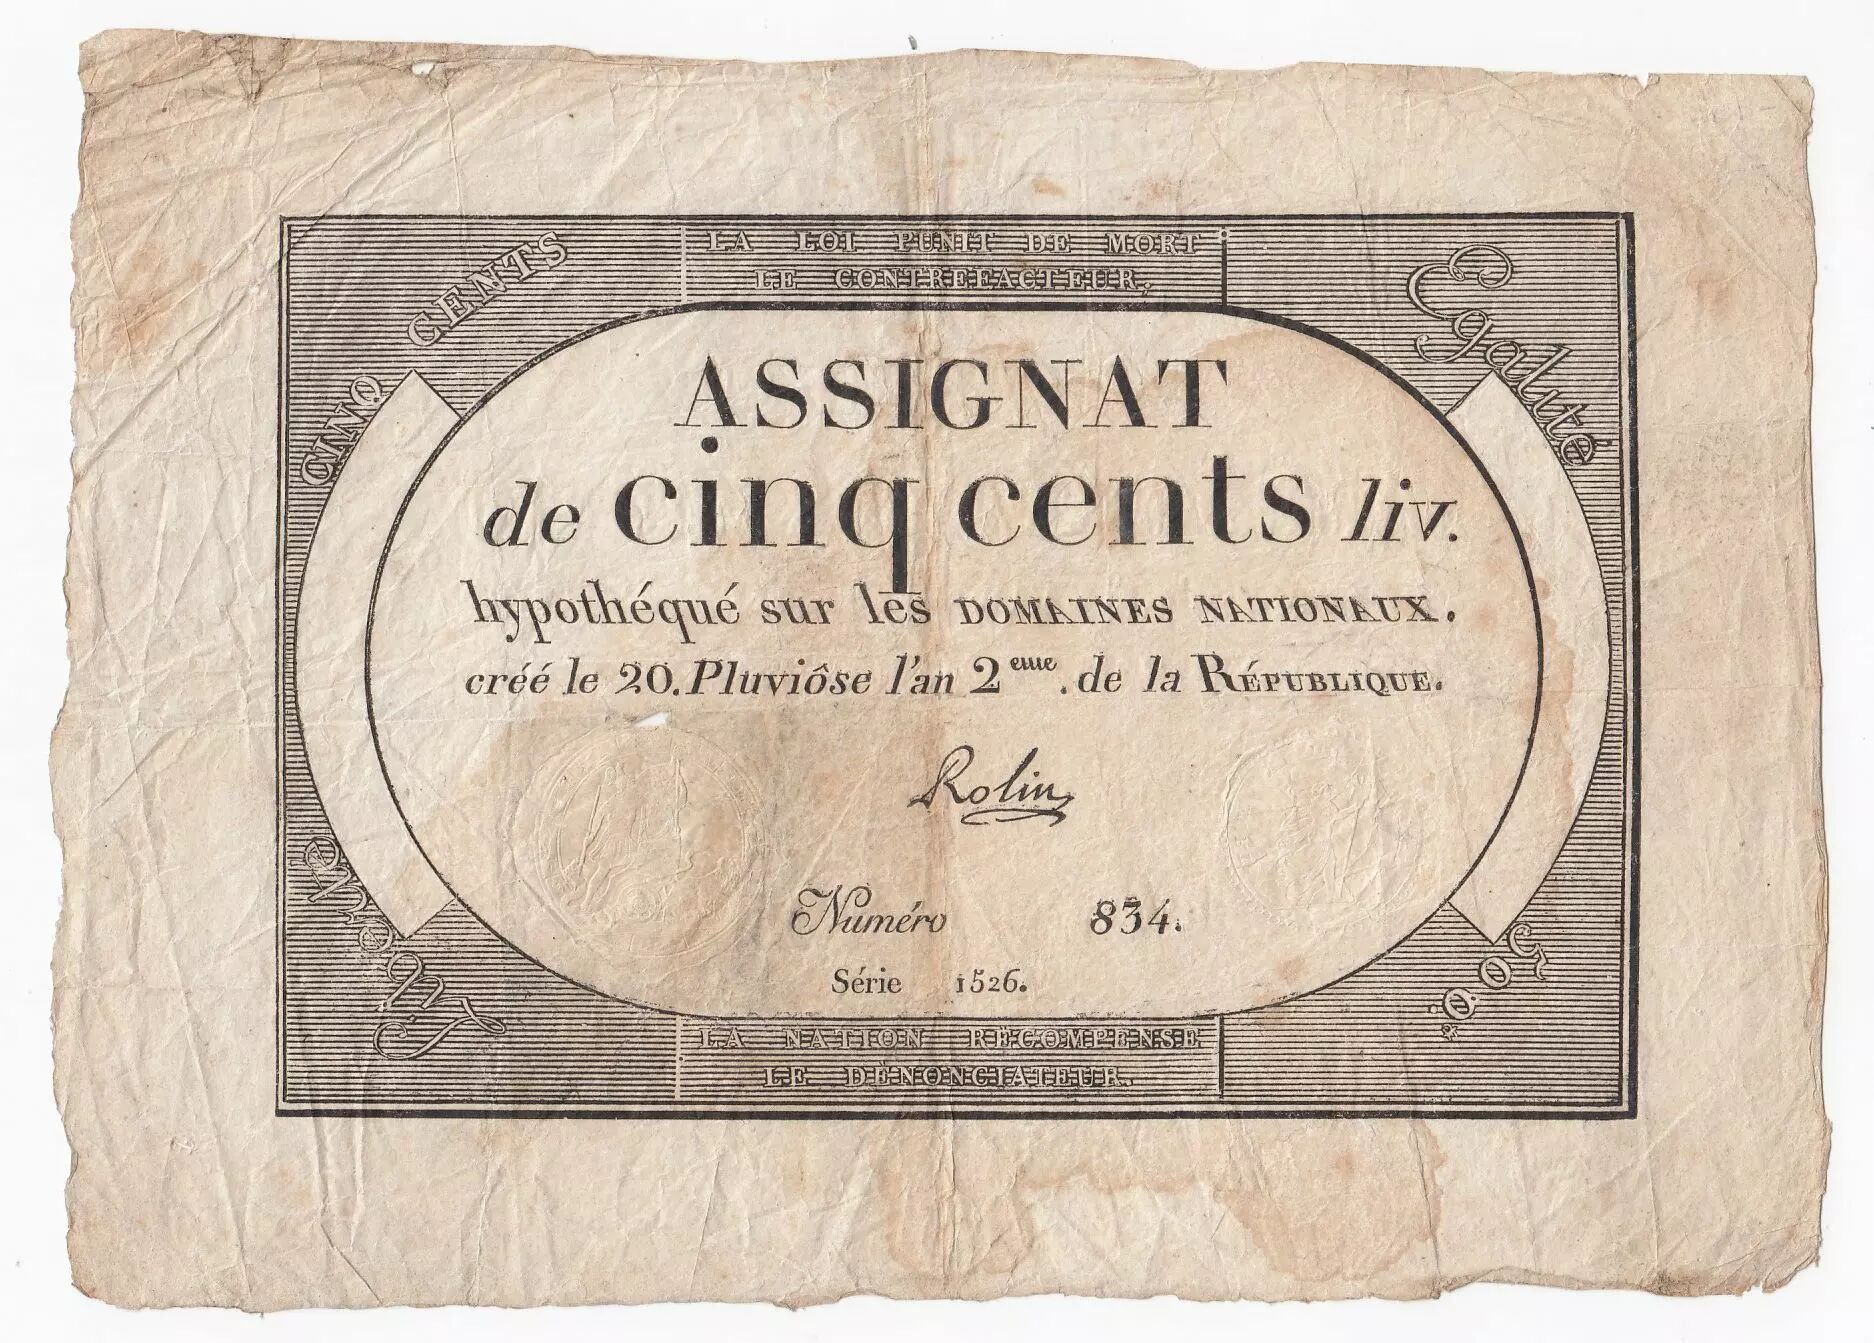 LA LOI PUNIT DE MORT
LE CONTREFACTEUR.
CINQ CENTS
Egalité
ASSIGNAT
de cinq cents liv.
hypothéqué sur les DOMAINES NATIONAUX.
créé le 20. Pluviôse l'an 2eme. de la RÉPUBLIQUE.
Rolin
Numéro 834.
Série 1526.
Liberté
500.#
LA NATION RÉCOMPENSE
LE DÉNONCIATEUR.